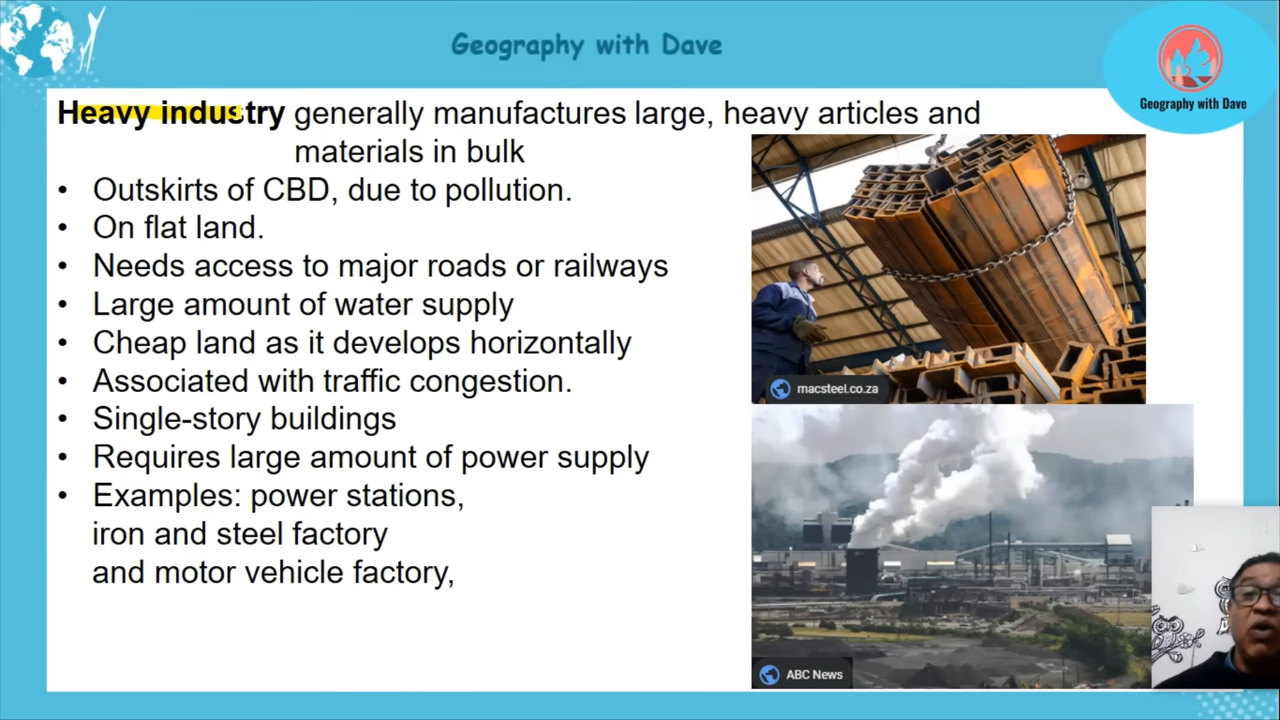 Geography with Dave
Geography with Dave
Heavy industry generally manufactures large, heavy articles and
materials in bulk
• Outskirts of CBD, due to pollution.
• On flat land.
• Needs access to major roads or railways
• Large amount of water supply
• Cheap land as it develops horizontally
• Associated with traffic congestion.
• Single-story buildings
• Requires large amount of power supply
• Examples: power stations,
iron and steel factory
and motor vehicle factory,
macsteel.co.za
ABC News